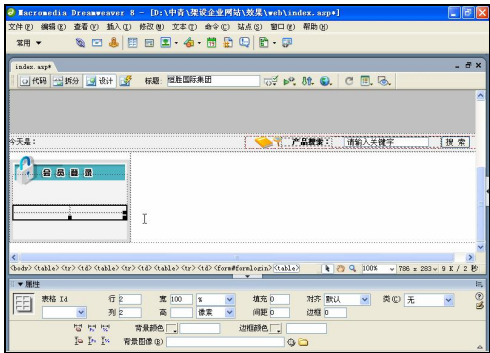 Macromedia Dreamweaver 8 - [D:\中青\架设企业网站\效果\web\index.asp*]
文件(F) 编辑(E) 查看(V) 插入(I) 修改(M) 文本(T) 命令(C) 站点(S) 窗口(W) 帮助(H)
常用
index.asp*
代码 拆分 设计 标题: 恒胜国际集团
今天是: 产品搜索: 请输入关键字 搜 索
会 员 登 录
<body> <table> <tr> <td> <table> <tr> <td> <table> <tr> <td> <form#formlogin> <table> 100% 786 x 283 9 K / 2 秒
属性
表格 Id 行 2 宽 100 % 填充 0 对齐 默认 类(C) 无
列 2 高 像素 间距 0 边框 0
背景颜色 边框颜色
背景图像(B)